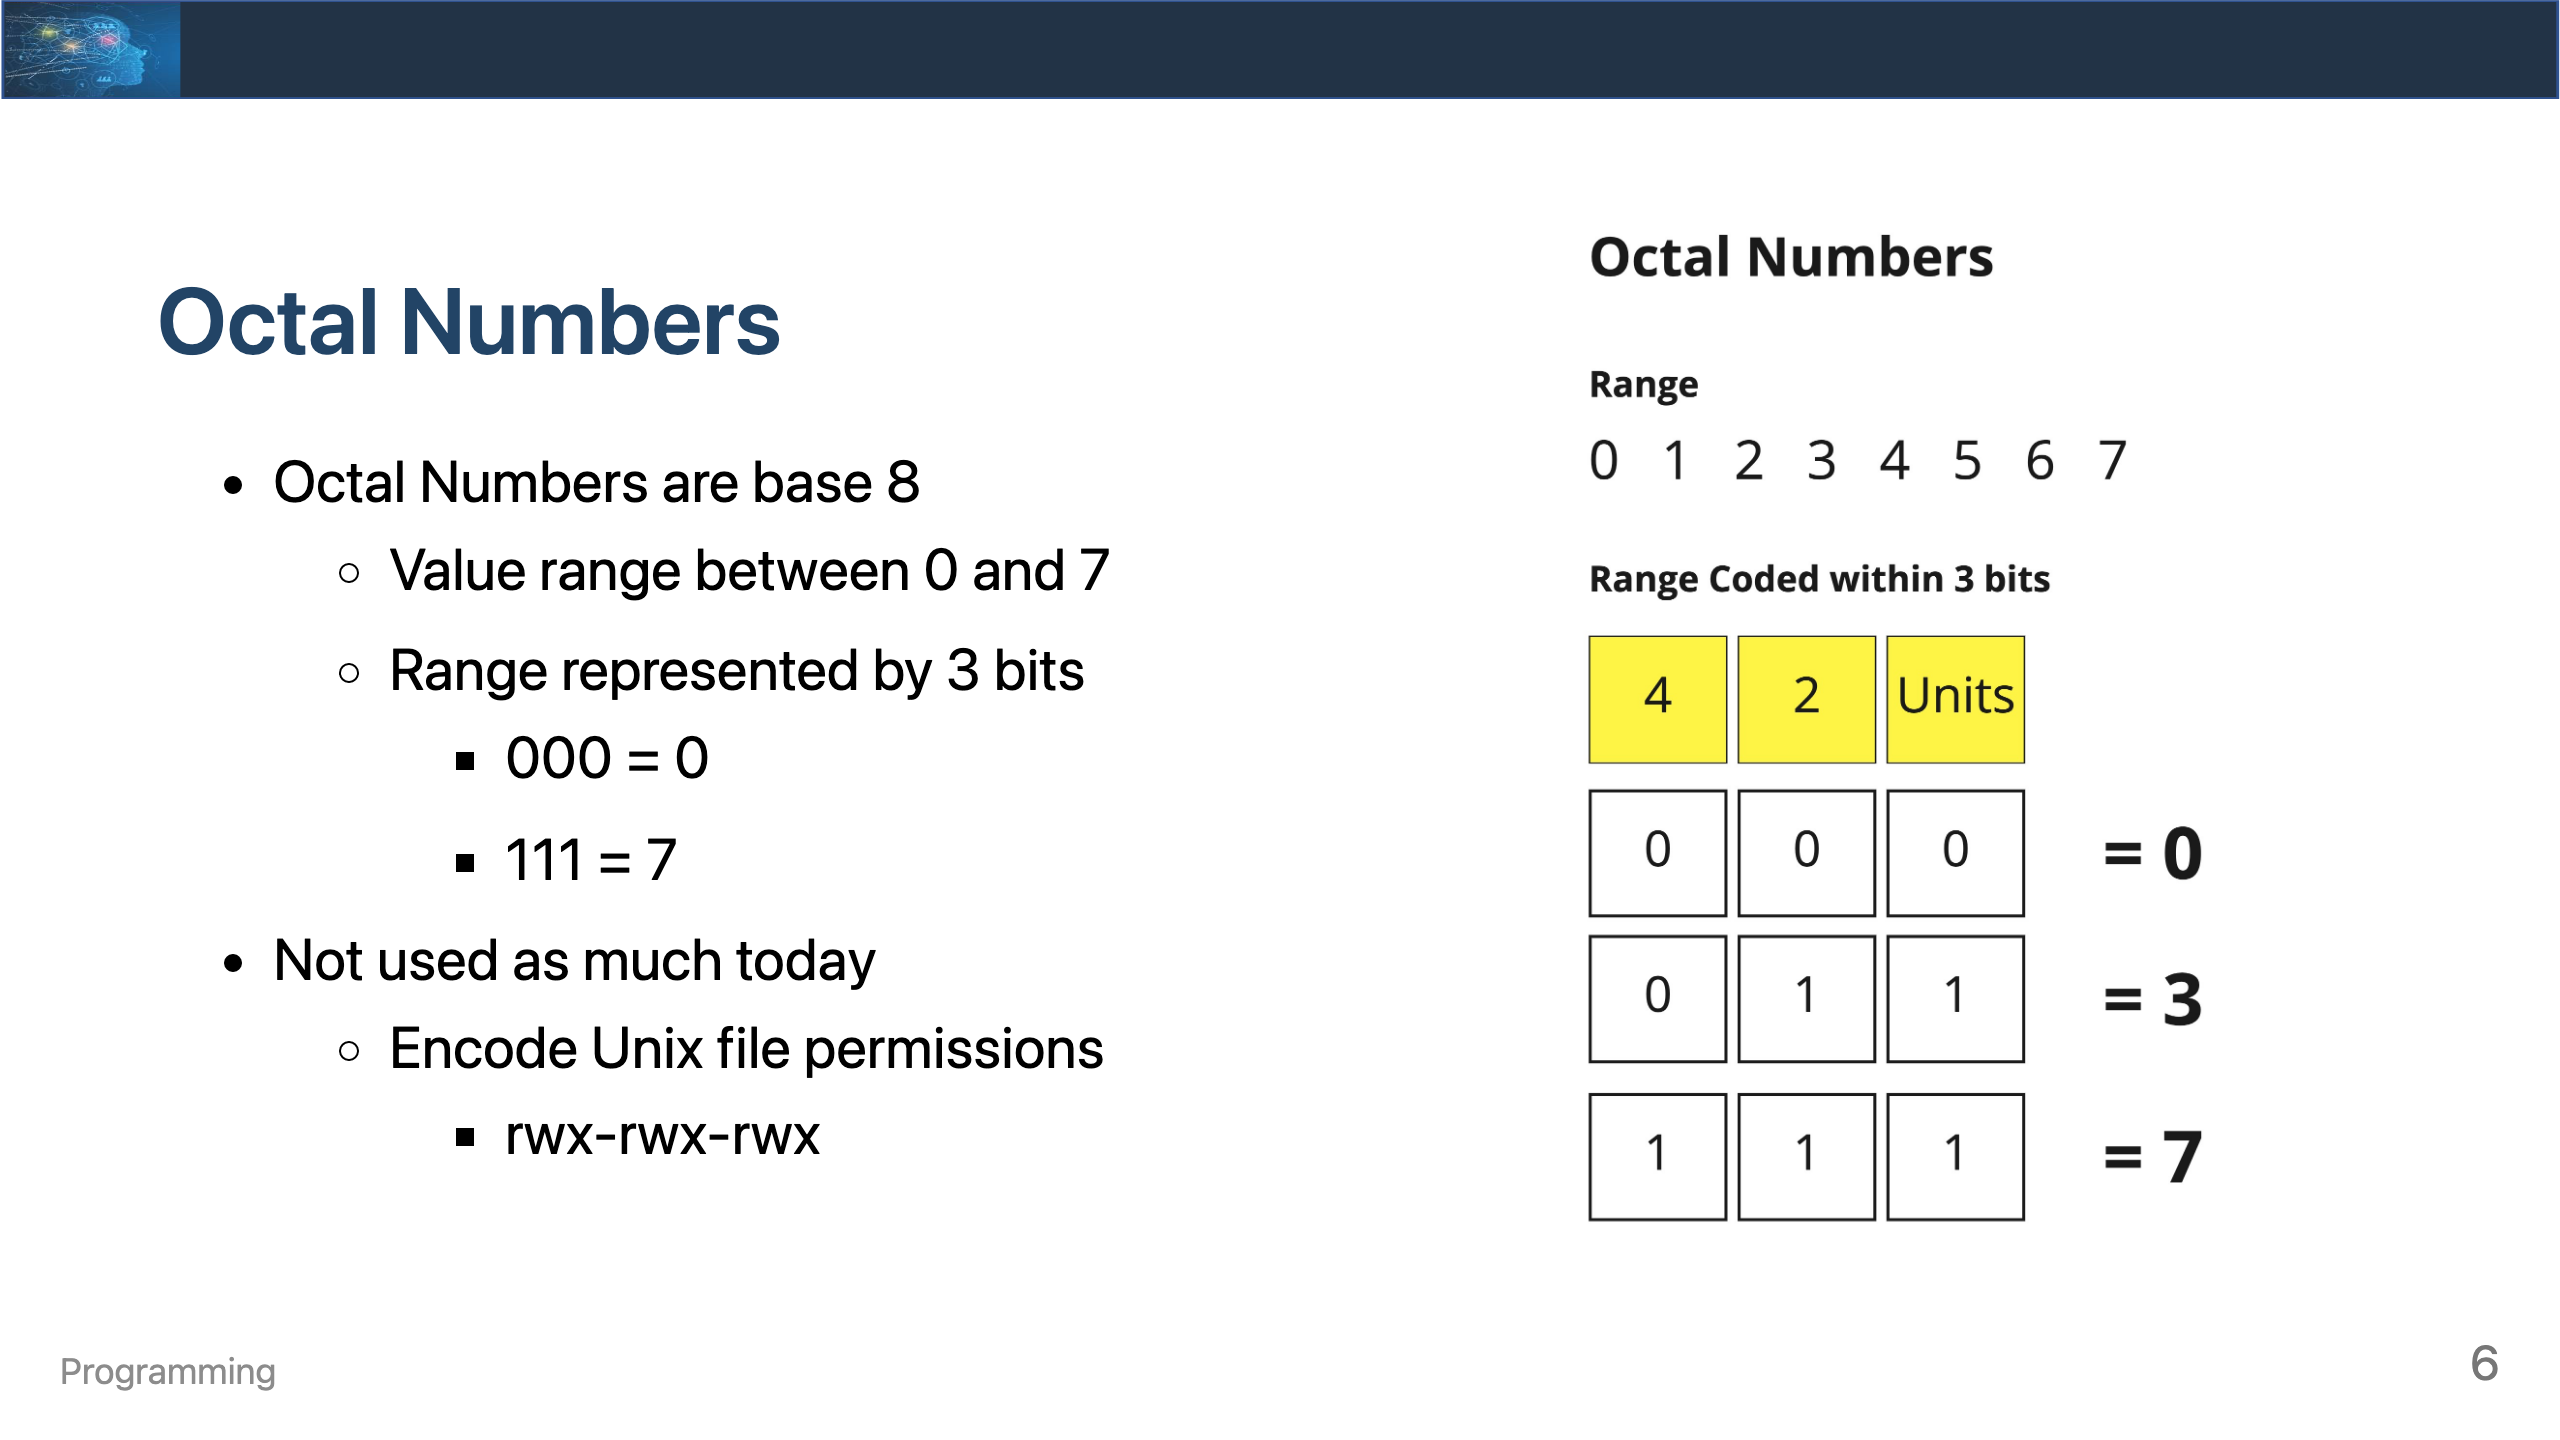 Octal Numbers
• Octal Numbers are base 8
○ Value range between 0 and 7
○ Range represented by 3 bits
▪ 000 = 0
▪ 111 = 7
• Not used as much today
○ Encode Unix file permissions
▪ rwx-rwx-rwx
Octal Numbers
Range
0 1 2 3 4 5 6 7
Range Coded within 3 bits
4 2 Units
0 0 0 = 0
0 1 1 = 3
1 1 1 = 7
Programming
6